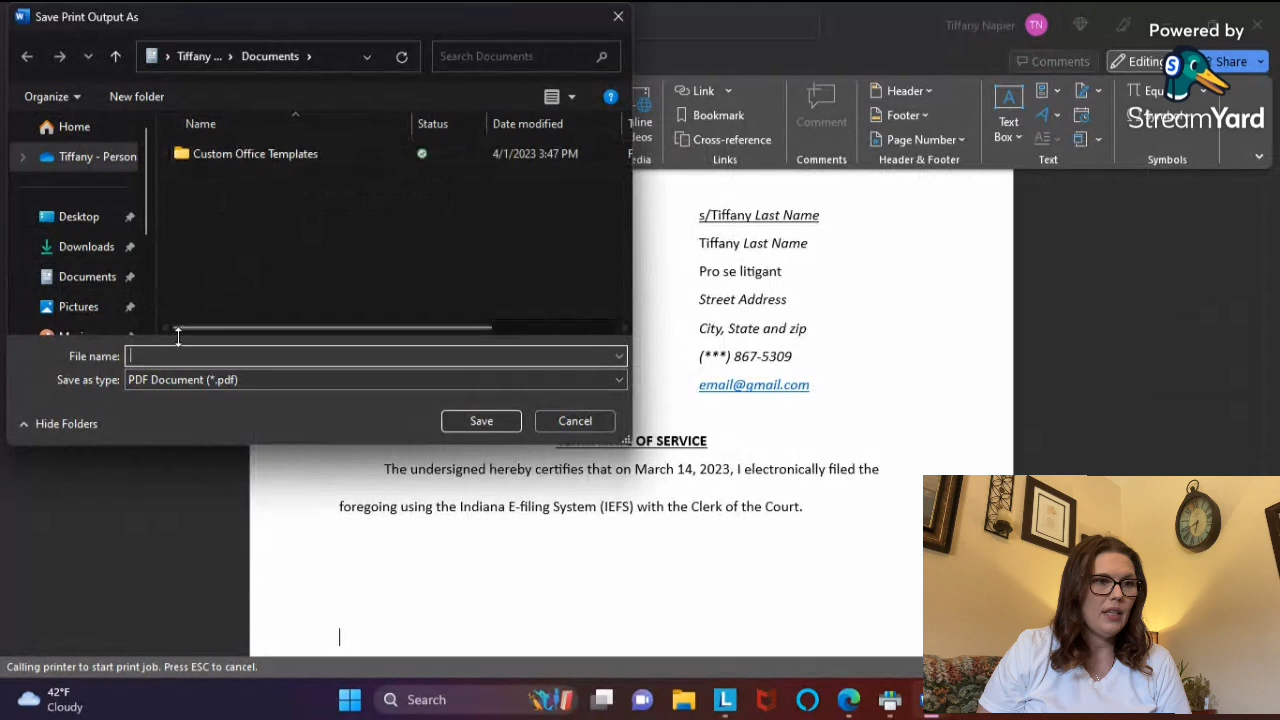 Save Print Output As
Tiffany Napier TN
Powered by
StreamYard
Tiffany ... Documents
Search Documents
Comments
Editing
Share
Organize
New folder
Link
Bookmark
Cross-reference
Links
Comment
Comments
Header
Footer
Page Number
Header & Footer
Text
Box
Text
Symbols
Home
Tiffany - Person
Desktop
Downloads
Documents
Pictures
Name
Status
Date modified
Custom Office Templates
4/1/2023 3:47 PM
File name:
Save as type:
PDF Document (*.pdf)
Hide Folders
Save
Cancel
s/Tiffany Last Name
Tiffany Last Name
Pro se litigant
Street Address
City, State and zip
(***) 867-5309
email@gmail.com
OF SERVICE
The undersigned hereby certifies that on March 14, 2023, I electronically filed the
foregoing using the Indiana E-filing System (IEFS) with the Clerk of the Court.
Calling printer to start print job. Press ESC to cancel.
42°F
Cloudy
Search